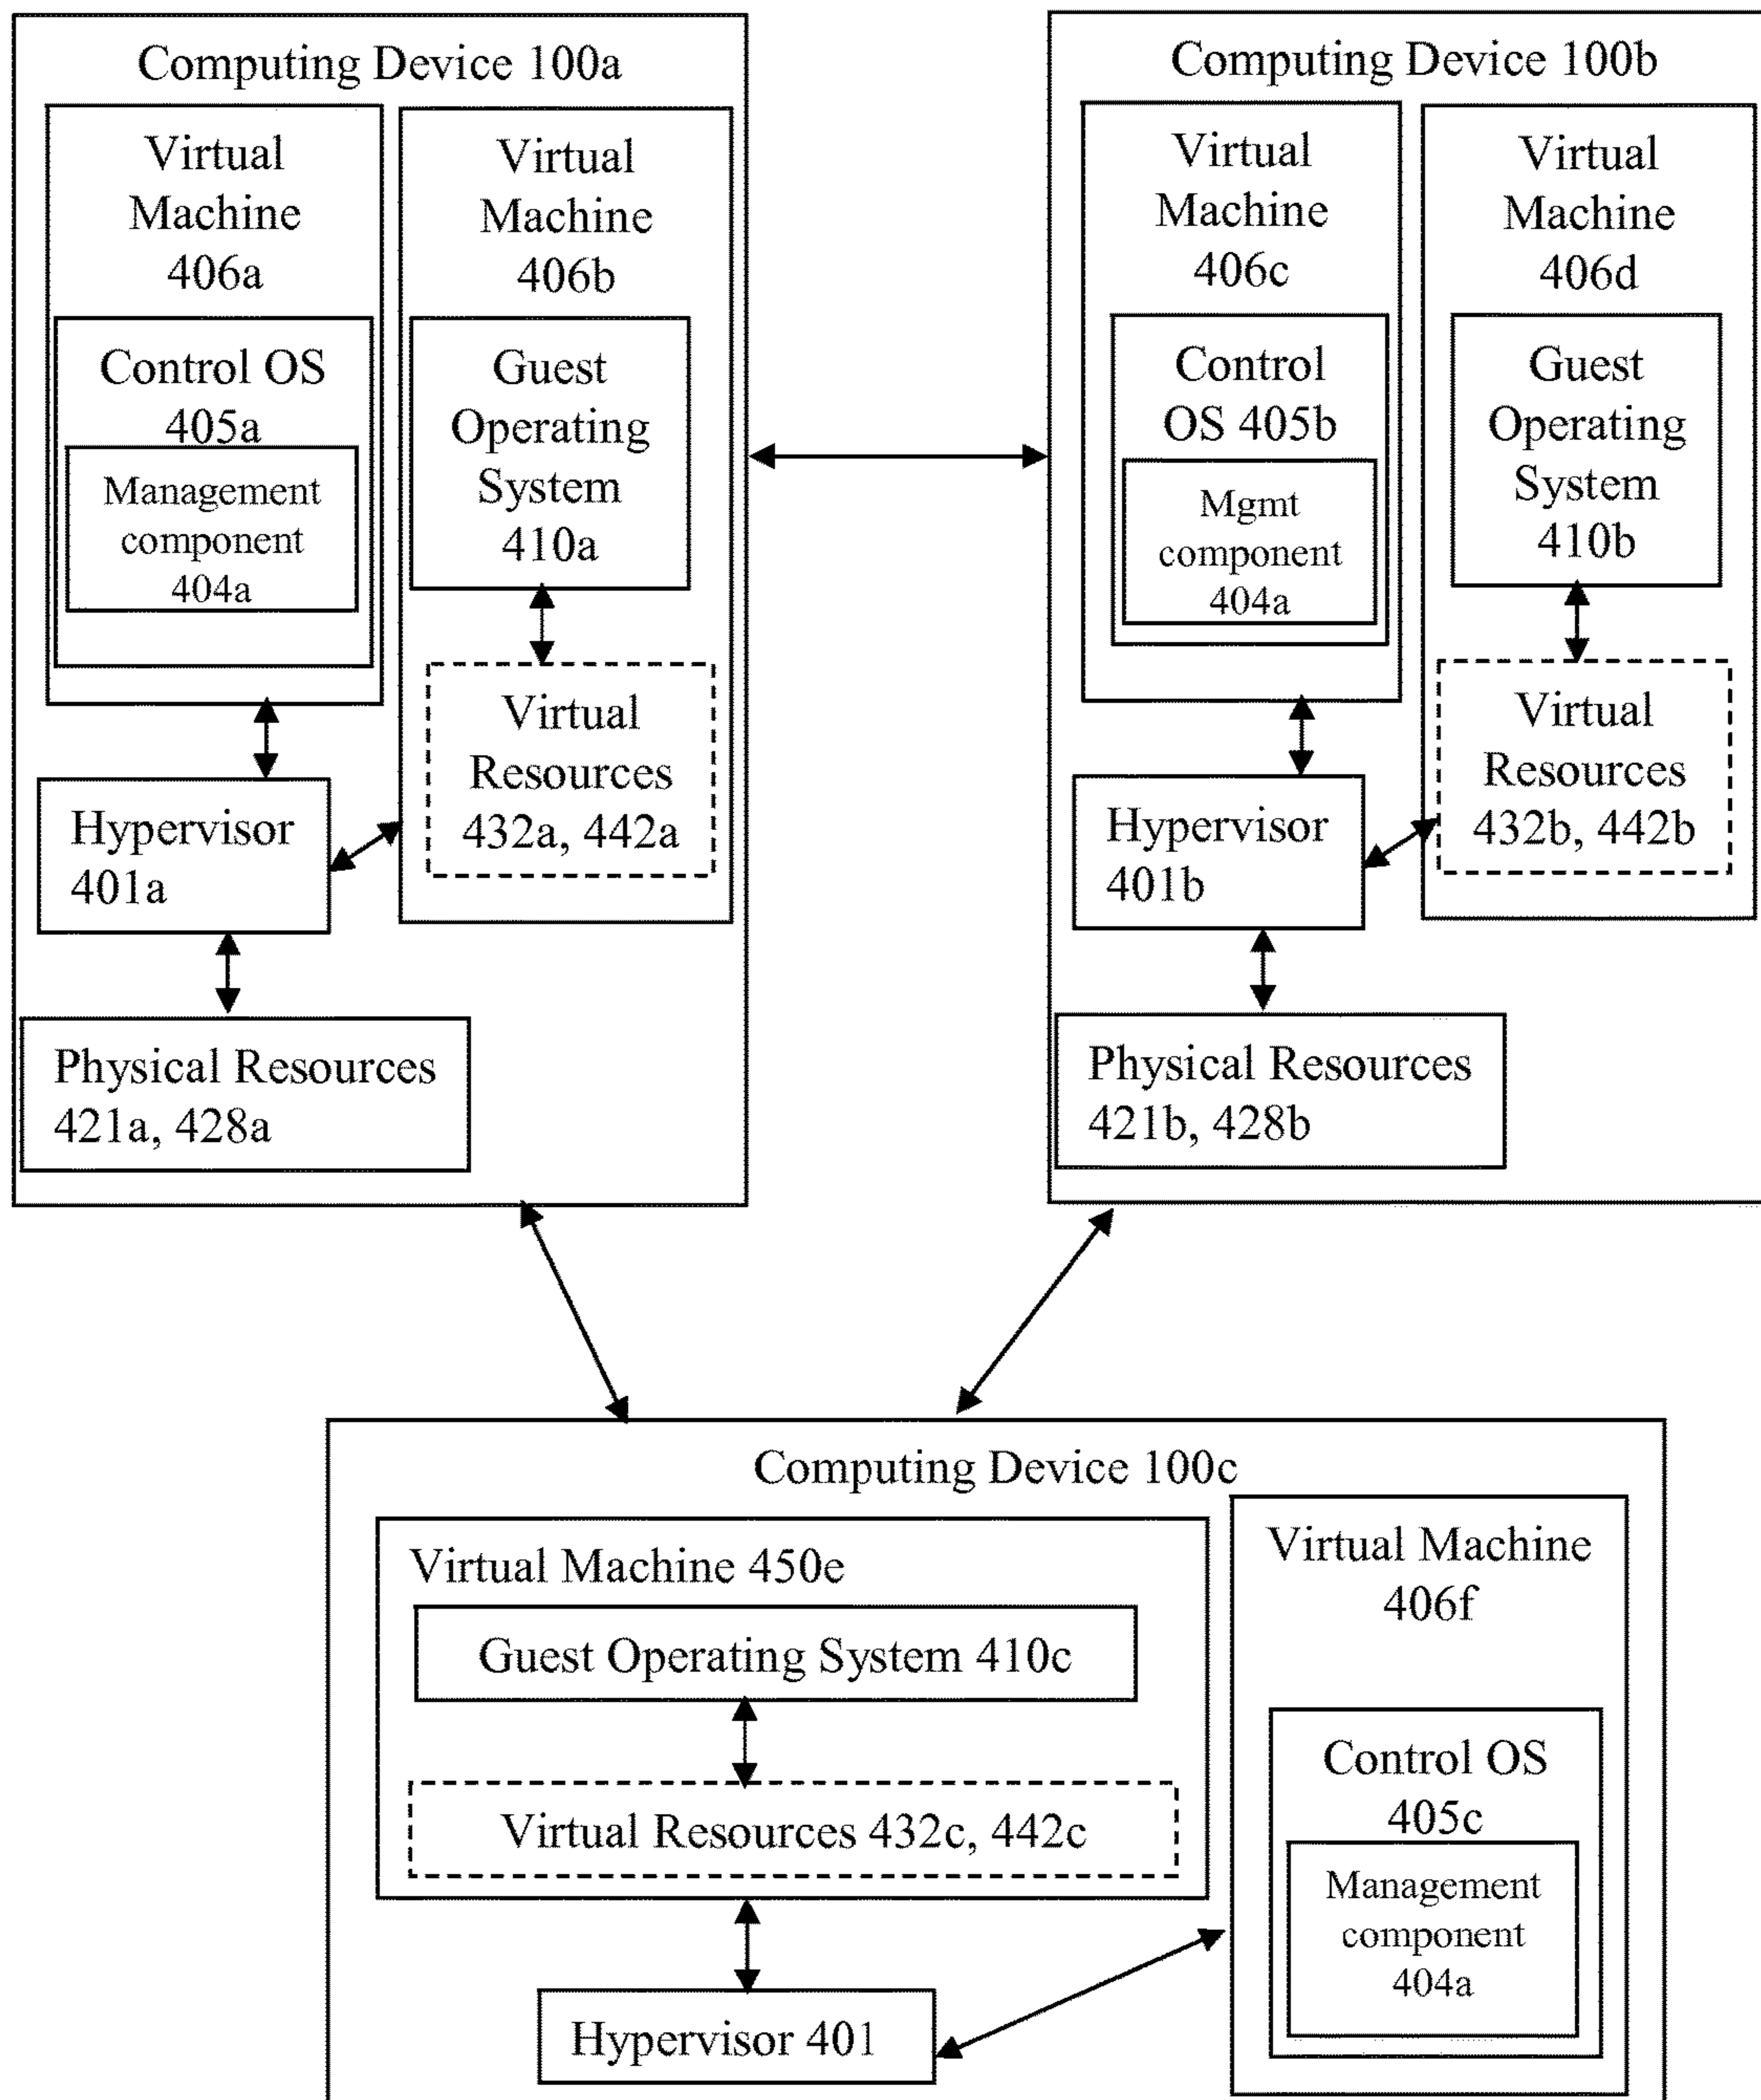 Computing Device 100a
Virtual
Machine
406a
Control OS
405a
Management
component
404a
Virtual
Machine
406b
Guest
Operating
System
410a
Virtual
Resources
432a, 442a
Hypervisor
401a
Physical Resources
421a, 428a
Computing Device 100b
Virtual
Machine
406c
Control
OS 405b
Mgmt
component
404a
Virtual
Machine
406d
Guest
Operating
System
410b
Virtual
Resources
432b, 442b
Hypervisor
401b
Physical Resources
421b, 428b
Computing Device 100c
Virtual Machine 450e
Guest Operating System 410c
Virtual Resources 432c, 442c
Hypervisor 401
Virtual Machine
406f
Control OS
405c
Management
component
404a